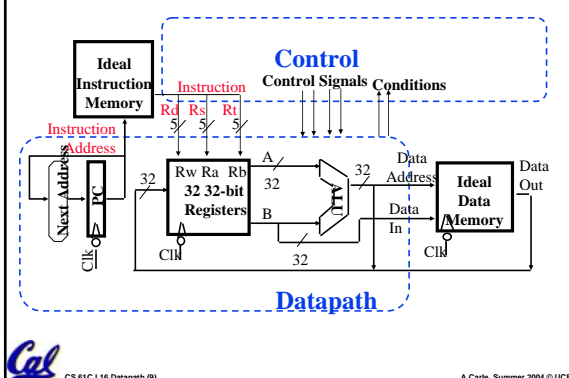 Control
Ideal
Instruction
Memory
Control Signals
Conditions
Instruction
Rd Rs Rt
5 5 5
Instruction
Address
Next Address
PC
Clk
32
Rw Ra Rb
32 32-bit
Registers
Clk
A
32
B
32
ALU
32
Data
Address
Data
In
Ideal
Data
Memory
Clk
Data
Out
Datapath
Cal
CS 61C L16 Datapath (9)
A Carle, Summer 2004 © UCB